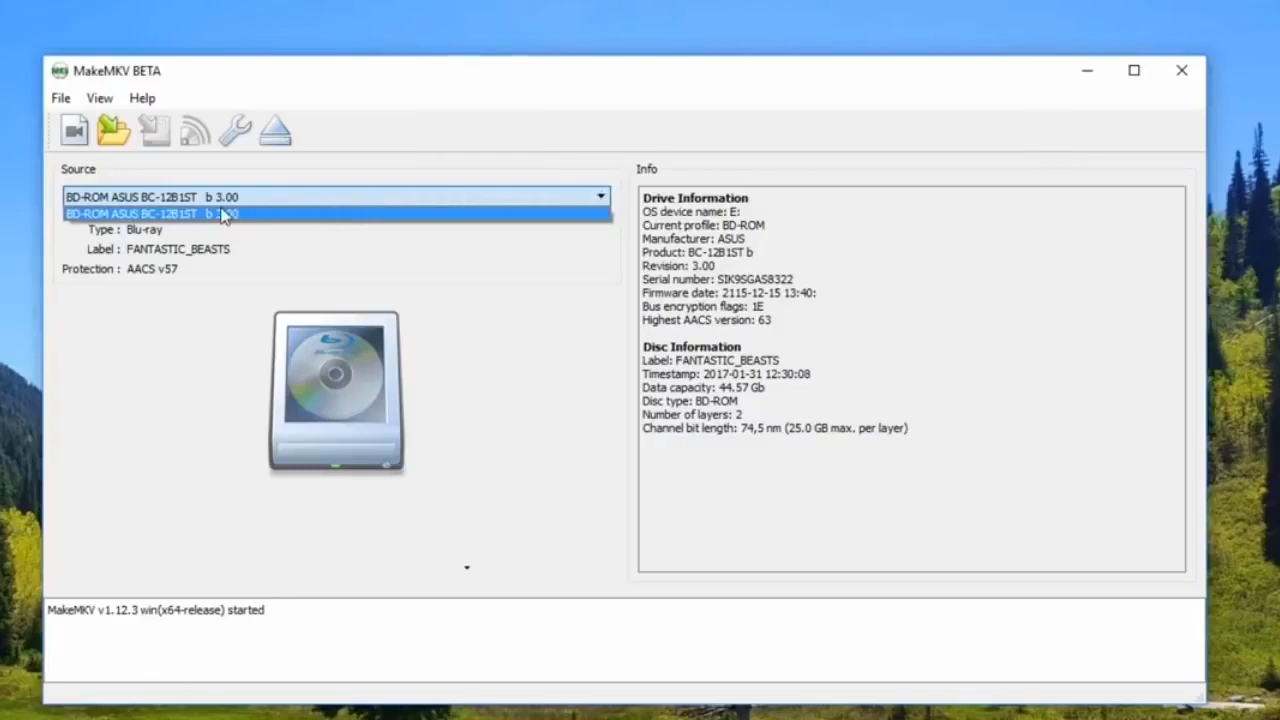 MakeMKV BETA
File View Help
Source
BD-ROM ASUS BC-12B1ST b 3.00
BD-ROM ASUS BC-12B1ST b
Type : Blu-ray
Label : FANTASTIC_BEASTS
Protection : AACS v57
Info
Drive Information
OS device name: E:
Current profile: BD-ROM
Manufacturer: ASUS
Product: BC-12B1ST b
Revision: 3.00
Serial number: SIK9SGAS8322
Firmware date: 2115-12-15 13:40:
Bus encryption flags: 1E
Highest AACS version: 63
Disc Information
Label: FANTASTIC_BEASTS
Timestamp: 2017-01-31 12:30:08
Data capacity: 44.57 Gb
Disc type: BD-ROM
Number of layers: 2
Channel bit length: 74,5 nm (25.0 GB max. per layer)
MakeMKV v1.12.3 win(x64-release) started